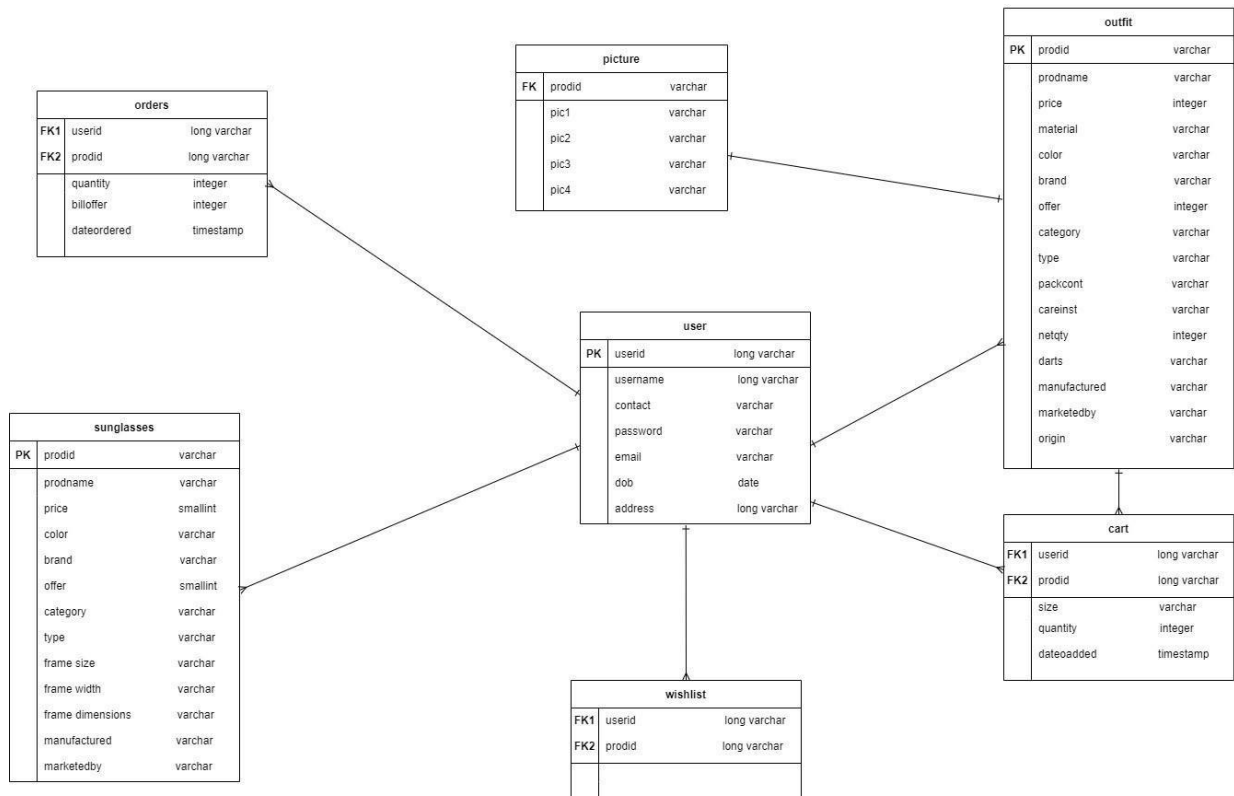 orders
FK1 userid long varchar
FK2 prodid long varchar
quantity integer
billoffer integer
dateordered timestamp
picture
FK prodid varchar
pic1 varchar
pic2 varchar
pic3 varchar
pic4 varchar
outfit
PK prodid varchar
prodname varchar
price integer
material varchar
color varchar
brand varchar
offer integer
category varchar
type varchar
packcont varchar
careinst varchar
netqty integer
darts varchar
manufactured varchar
marketedby varchar
origin varchar
user
PK userid long varchar
username long varchar
contact varchar
password varchar
email varchar
dob date
address long varchar
sunglasses
PK prodid varchar
prodname varchar
price smallint
color varchar
brand varchar
offer smallint
category varchar
type varchar
frame size varchar
frame width varchar
frame dimensions varchar
manufactured varchar
marketedby varchar
cart
FK1 userid long varchar
FK2 prodid long varchar
size varchar
quantity integer
dateoadded timestamp
wishlist
FK1 userid long varchar
FK2 prodid long varchar